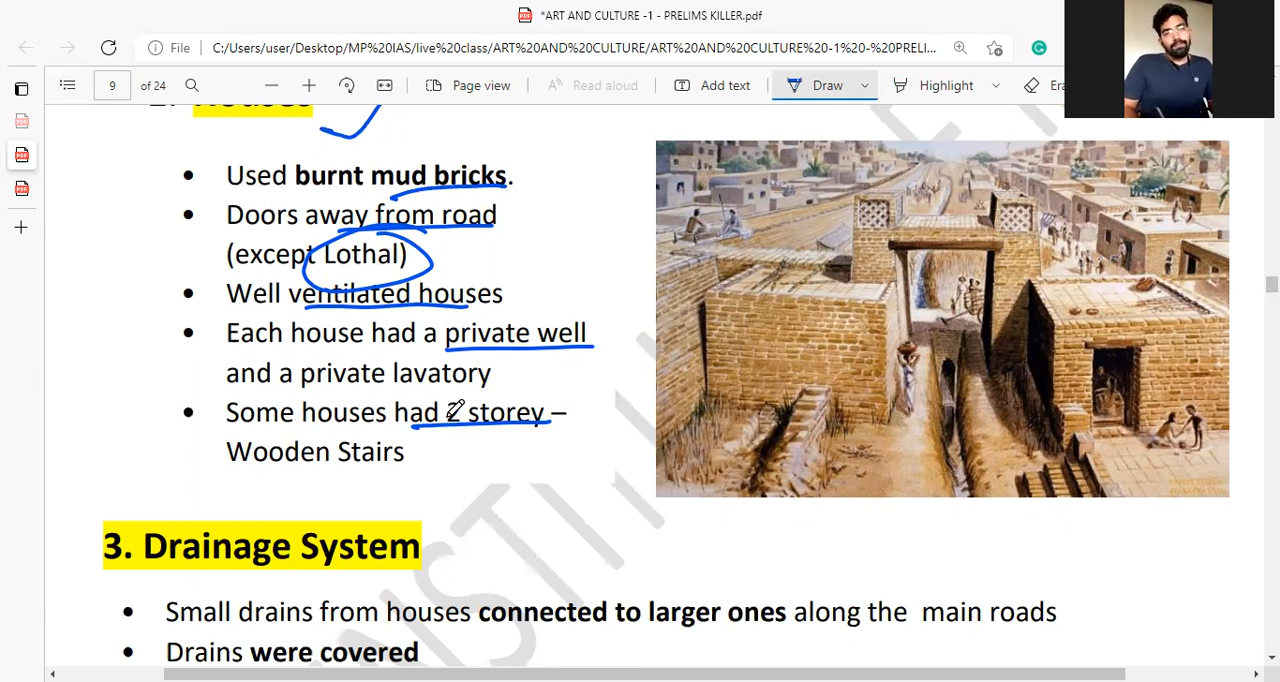 *ART AND CULTURE -1 - PRELIMS KILLER.pdf
File C:/Users/user/Desktop/MP%20IAS/live%20class/ART%20AND%20CULTURE/ART%20AND%20CULTURE%20-1%20-%20PRELI...
9 of 24 Page view Read aloud Add text Draw Highlight Era
2. Houses
• Used burnt mud bricks.
• Doors away from road
(except Lothal)
• Well ventilated houses
• Each house had a private well
and a private lavatory
• Some houses had 2 storey –
Wooden Stairs
3. Drainage System
• Small drains from houses connected to larger ones along the main roads
• Drains were covered